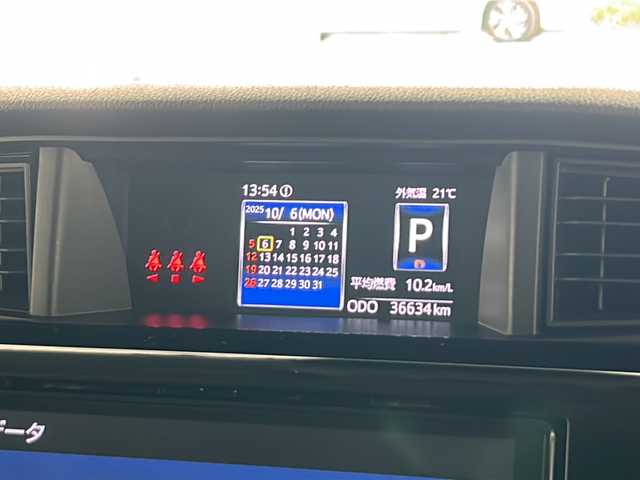 13:54
外気温 21℃
2025 10/ 6(MON)
1 2 3 4
5 6 7 8 9 10 11
12 13 14 15 16 17 18
19 20 21 22 23 24 25
26 27 28 29 30 31
P
平均燃費 10.2km/L
ODO 36634km
データ